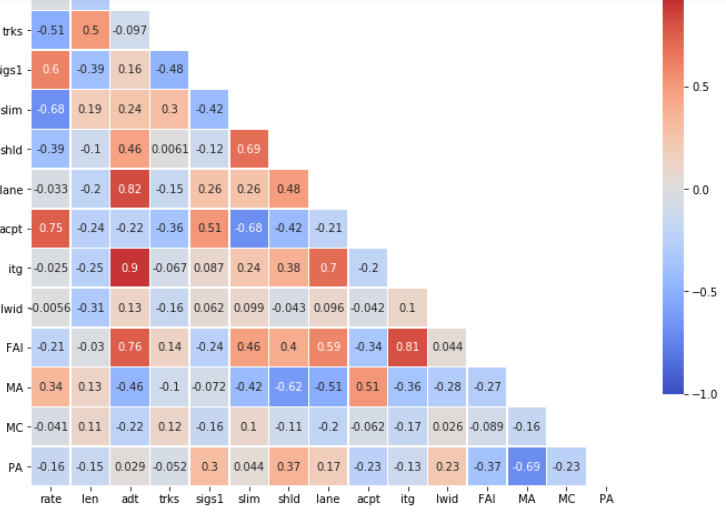 trks -0.51 0.5 -0.097
igs1 0.6 -0.39 0.16 -0.48 0.5
slim -0.68 0.19 0.24 0.3 -0.42
shld -0.39 -0.1 0.46 0.0061 -0.12 0.69
lane -0.033 -0.2 0.82 -0.15 0.26 0.26 0.48 0.0
acpt 0.75 -0.24 -0.22 -0.36 0.51 -0.68 -0.42 -0.21
itg -0.025 -0.25 0.9 -0.067 0.087 0.24 0.38 0.7 -0.2
lwid -0.0056 -0.31 0.13 -0.16 0.062 0.099 -0.043 0.096 -0.042 0.1 -0.5
FAI -0.21 -0.03 0.76 0.14 -0.24 0.46 0.4 0.59 -0.34 0.81 0.044
MA 0.34 0.13 -0.46 -0.1 -0.072 -0.42 -0.62 -0.51 0.51 -0.36 -0.28 -0.27 -1.0
MC -0.041 0.11 -0.22 0.12 -0.16 0.1 -0.11 -0.2 -0.062 -0.17 0.026 -0.089 -0.16
PA -0.16 -0.15 0.029 -0.052 0.3 0.044 0.37 0.17 -0.23 -0.13 0.23 -0.37 -0.69 -0.23
rate len adt trks sigs1 slim shld lane acpt itg lwid FAI MA MC PA